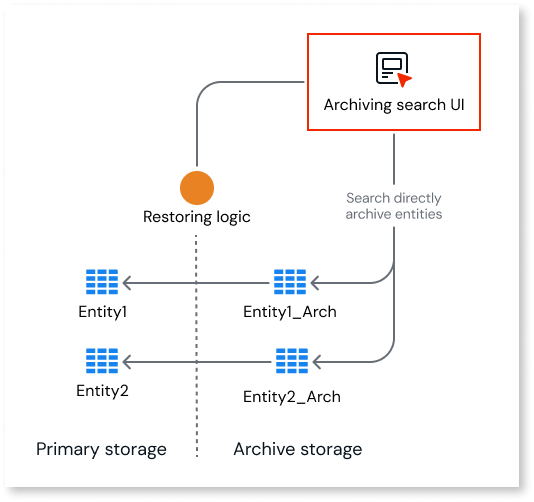 Archiving search UI
Search directly
archive entities
Restoring logic
Entity1
Entity1_Arch
Entity2
Entity2_Arch
Primary storage
Archive storage